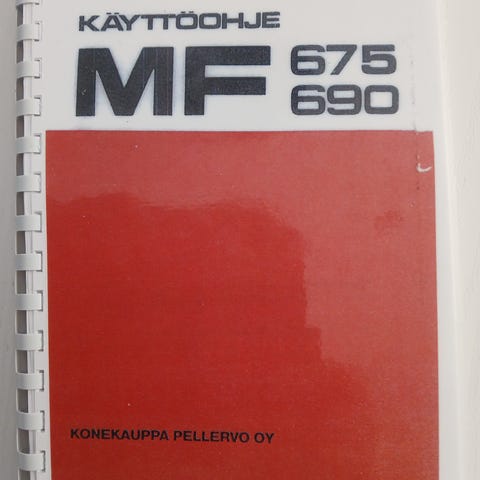 KÄYTTÖOHJE
MF 675
690
KONEKAUPPA PELLERVO OY